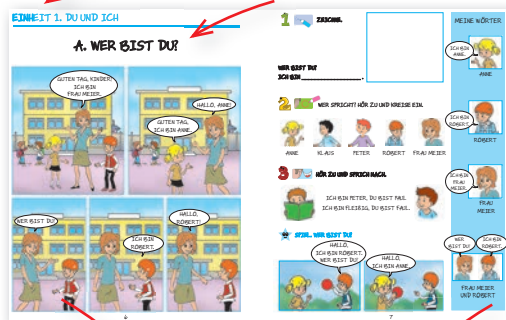 EINHEIT 1. DU UND ICH
A. WER BIST DU?
GUTEN TAG, KINDER!
ICH BIN
FRAU MEIER.
HALLO, ANNE!
GUTEN TAG,
ICH BIN ANNE.
WER BIST DU?
ICH BIN
ROBERT.
HALLO,
ROBERT!
6
1 ZEICHNE.
WER BIST DU?
ICH BIN
2 WER SPRICHT? HÖR ZU UND KREISE EIN.
ANNE KLAUS PETER ROBERT FRAU MEIER
3 HÖR ZU UND SPRICH NACH.
ICH BIN PETER, DU BIST PAUL
ICH BIN FLEIßIG, DU BIST FAUL.
SPIEL. WER BIST DU?
HALLO,
ICH BIN ROBERT.
WER BIST DU?
HALLO,
ICH BIN ANNE
7
MEINE WÖRTER
ICH BIN
ANNE.
ANNE
ICH BIN
ROBERT.
ROBERT
ICH BIN
FRAU
MEIER.
FRAU
MEIER
WER
BIST DU?
ICH BIN
ROBERT.
FRAU MEIER
UND ROBERT